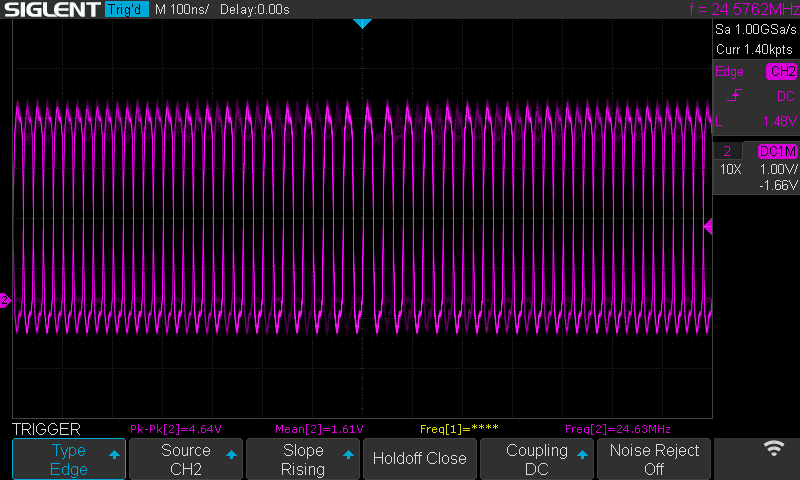 SIGLENT Trig'd M 100ns/ Delay:0.00s f = 24.5762MHz
Sa 1.00GSa/s
Curr 1.40kpts
Edge CH2
DC
L 1.48V
2 DC1M
10X 1.00V/
-1.66V
2
TRIGGER Pk-Pk[2]=4.64V Mean[2]=1.61V Freq[1]=**** Freq[2]=24.63MHz
Type Source Slope Holdoff Close Coupling Noise Reject
Edge CH2 Rising DC Off